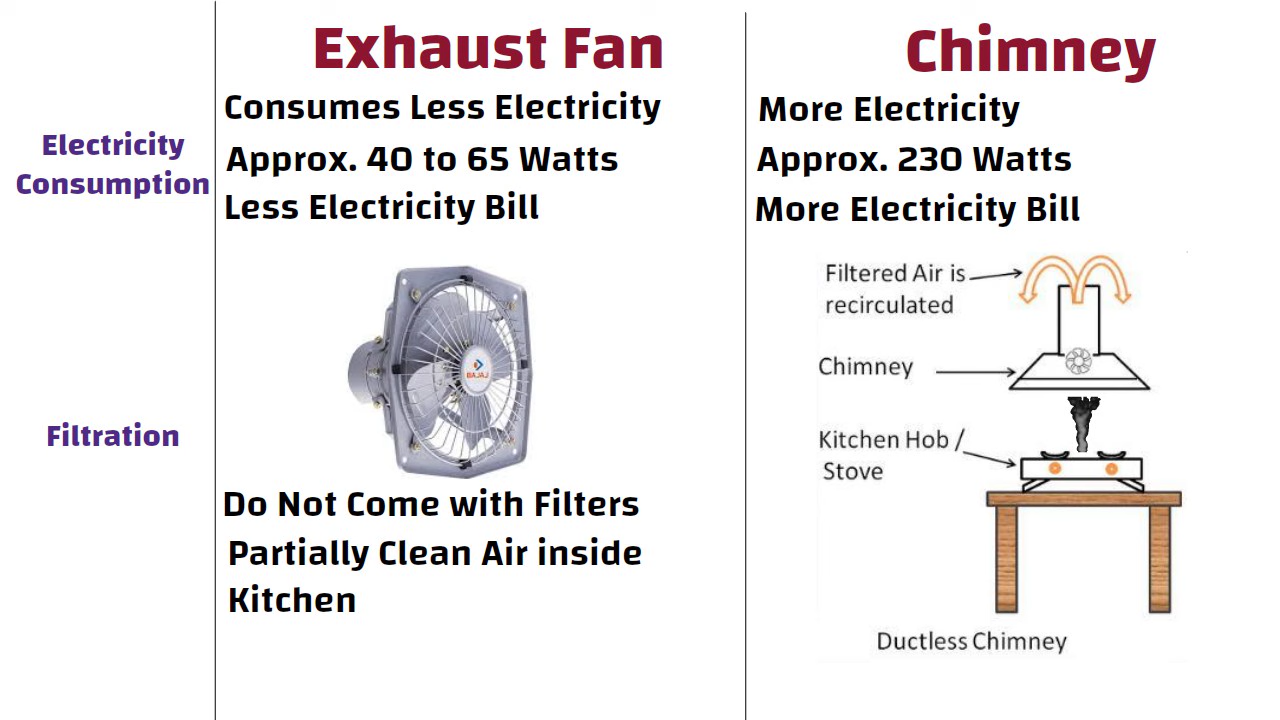 Exhaust Fan
Chimney
Electricity
Consumption
Consumes Less Electricity
Approx. 40 to 65 Watts
Less Electricity Bill
More Electricity
Approx. 230 Watts
More Electricity Bill
Filtration
BAJAJ
Do Not Come with Filters
Partially Clean Air inside
Kitchen
Filtered Air is
recirculated
Chimney
Kitchen Hob /
Stove
Ductless Chimney